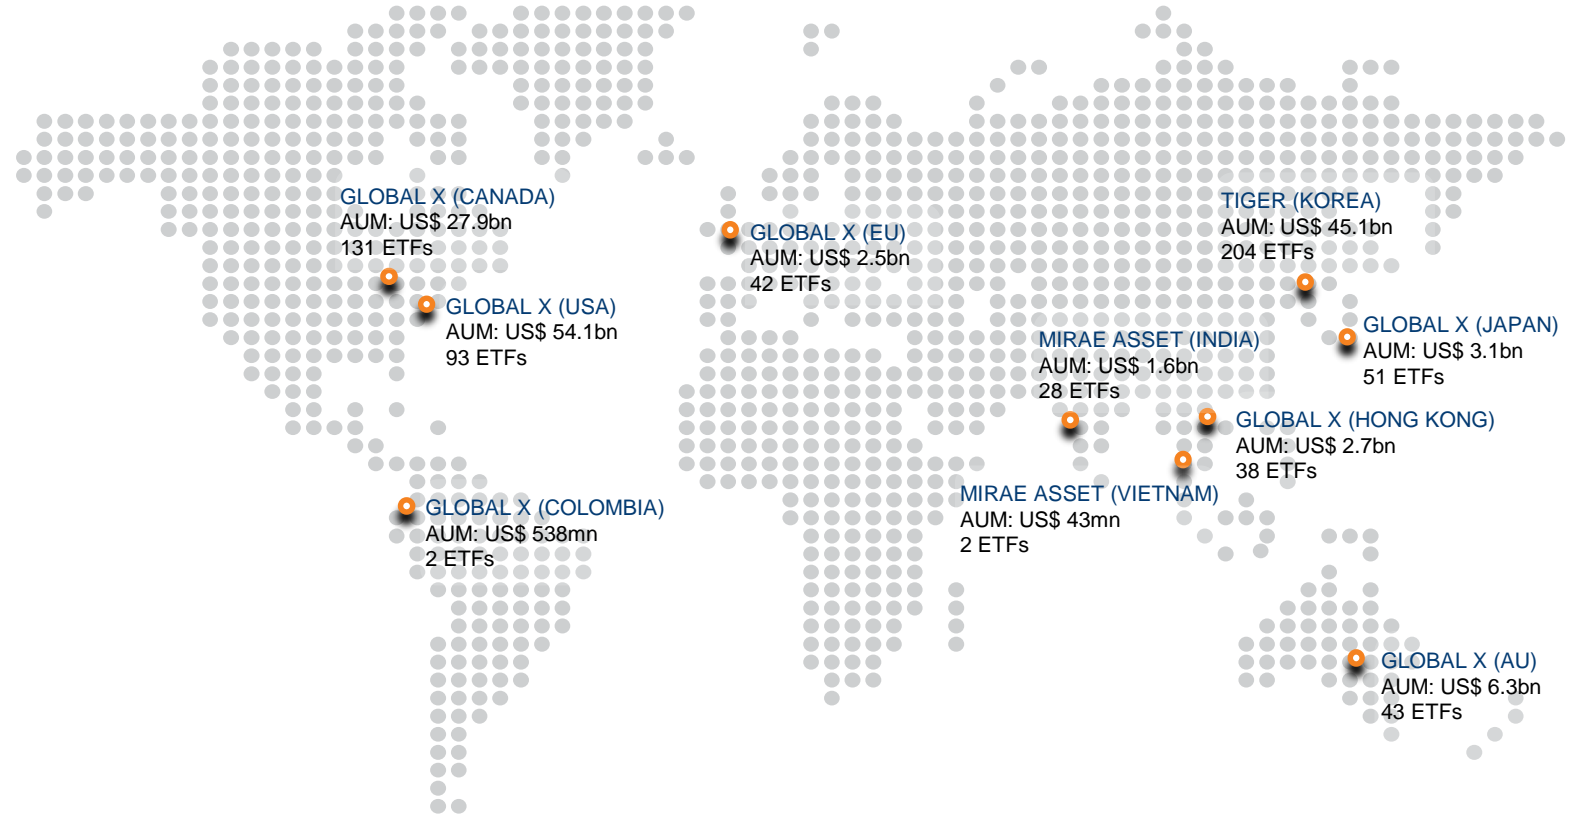 GLOBAL X (CANADA)
AUM: US$ 27.9bn
131 ETFs
GLOBAL X (USA)
AUM: US$ 54.1bn
93 ETFs
GLOBAL X (EU)
AUM: US$ 2.5bn
42 ETFs
TIGER (KOREA)
AUM: US$ 45.1bn
204 ETFs
GLOBAL X (JAPAN)
AUM: US$ 3.1bn
51 ETFs
MIRAE ASSET (INDIA)
AUM: US$ 1.6bn
28 ETFs
GLOBAL X (HONG KONG)
AUM: US$ 2.7bn
38 ETFs
MIRAE ASSET (VIETNAM)
AUM: US$ 43mn
2 ETFs
GLOBAL X (COLOMBIA)
AUM: US$ 538mn
2 ETFs
GLOBAL X (AU)
AUM: US$ 6.3bn
43 ETFs